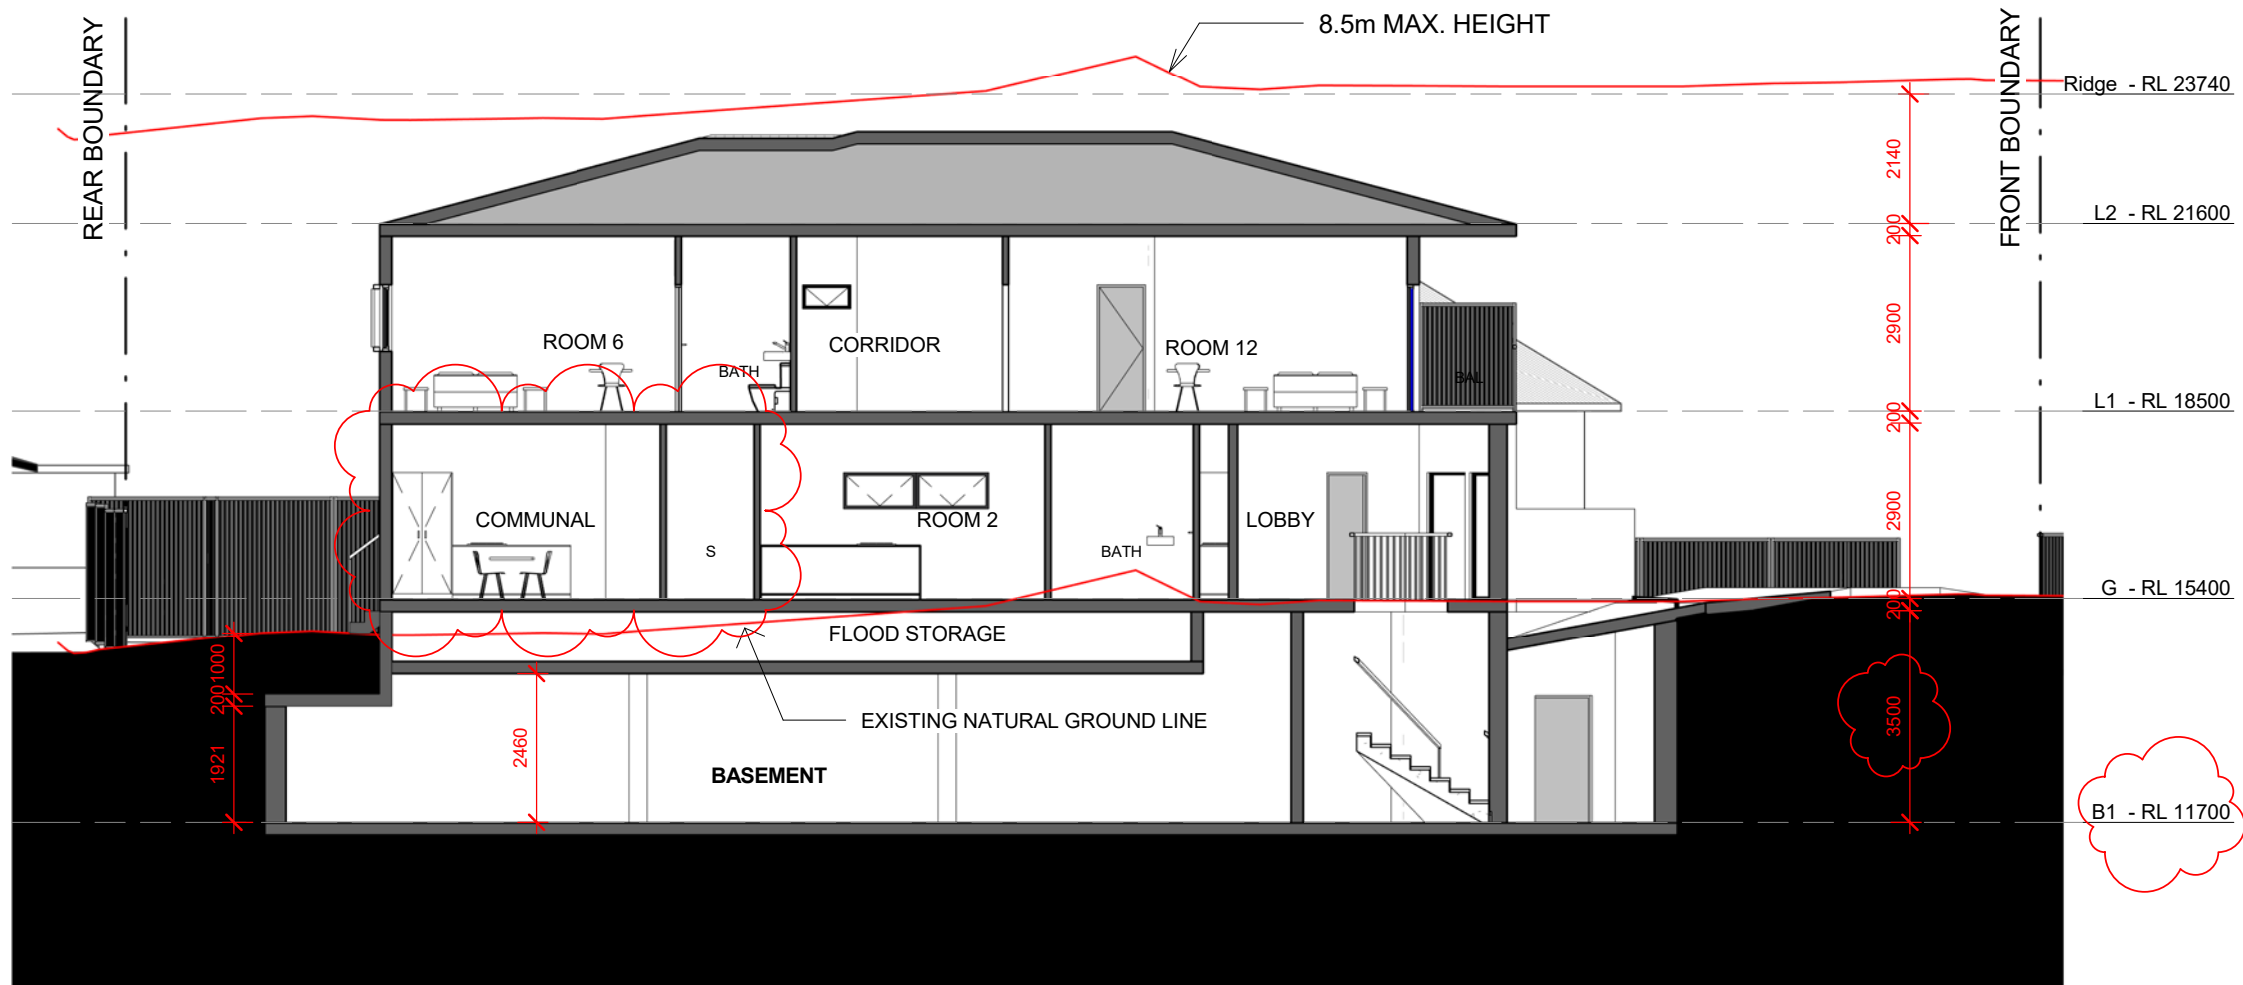 8.5m MAX. HEIGHT
REAR BOUNDARY
FRONT BOUNDARY
Ridge - RL 23740
2140
L2 - RL 21600
200
2900
ROOM 6
BATH
CORRIDOR
ROOM 12
BAL
L1 - RL 18500
200
2900
COMMUNAL
S
ROOM 2
BATH
LOBBY
G - RL 15400
200
FLOOD STORAGE
1000
200
1921
2460
EXISTING NATURAL GROUND LINE
BASEMENT
3500
B1 - RL 11700